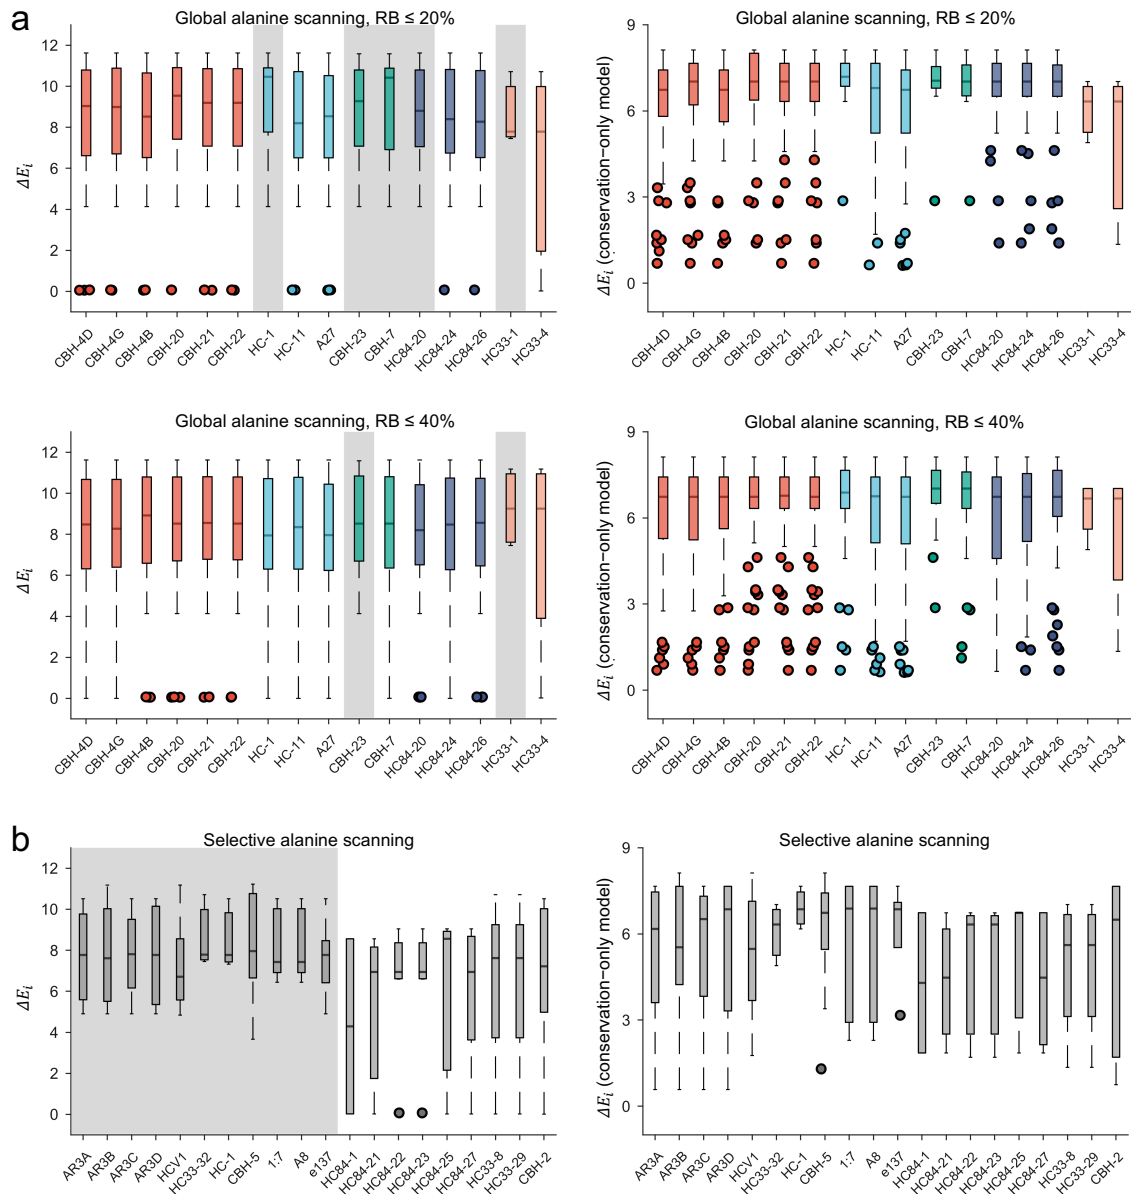 a
Global alanine scanning, RB ≤ 20%
ΔEi
12
10
8
6
4
2
0
CBH-4D CBH-4G CBH-4B CBH-20 CBH-21 CBH-22 HC-1 HC-11 A27 CBH-23 CBH-7 HC84-20 HC84-24 HC84-26 HC33-1 HC33-4
Global alanine scanning, RB ≤ 20%
ΔEi (conservation-only model)
9
6
3
0
CBH-4D CBH-4G CBH-4B CBH-20 CBH-21 CBH-22 HC-1 HC-11 A27 CBH-23 CBH-7 HC84-20 HC84-24 HC84-26 HC33-1 HC33-4
Global alanine scanning, RB ≤ 40%
ΔEi
12
10
8
6
4
2
0
CBH-4D CBH-4G CBH-4B CBH-20 CBH-21 CBH-22 HC-1 HC-11 A27 CBH-23 CBH-7 HC84-20 HC84-24 HC84-26 HC33-1 HC33-4
Global alanine scanning, RB ≤ 40%
ΔEi (conservation-only model)
9
6
3
0
CBH-4D CBH-4G CBH-4B CBH-20 CBH-21 CBH-22 HC-1 HC-11 A27 CBH-23 CBH-7 HC84-20 HC84-24 HC84-26 HC33-1 HC33-4
b
Selective alanine scanning
ΔEi
12
10
8
6
4
2
0
AR3A AR3B AR3C AR3D HCV1 HC33-32 HC-1 CBH-5 1:7 A8 e137 HC84-1 HC84-21 HC84-22 HC84-23 HC84-25 HC84-27 HC33-8 HC33-29 CBH-2
Selective alanine scanning
ΔEi (conservation-only model)
9
6
3
0
AR3A AR3B AR3C AR3D HCV1 HC33-32 HC-1 CBH-5 1:7 A8 e137 HC84-1 HC84-21 HC84-22 HC84-23 HC84-25 HC84-27 HC33-8 HC33-29 CBH-2